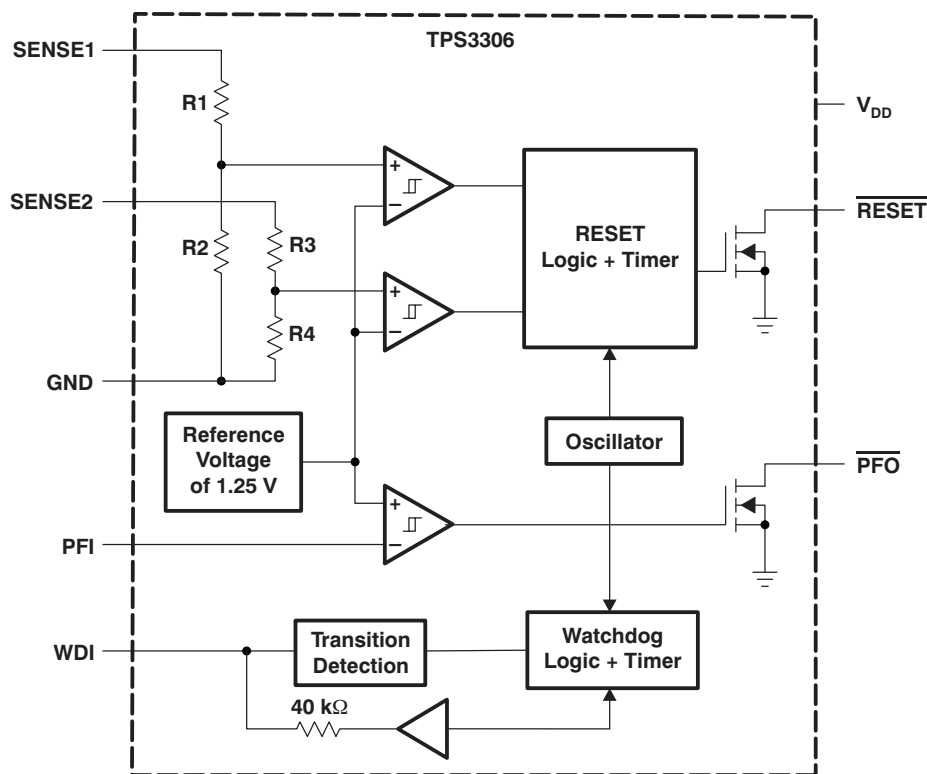 TPS3306
SENSE1
R1
V_DD
+
−
SENSE2
R2
R3
RESET
Logic + Timer
RESET
+
−
R4
GND
Reference
Voltage
of 1.25 V
Oscillator
PFO
+
−
PFI
WDI
Transition
Detection
Watchdog
Logic + Timer
40 kΩ